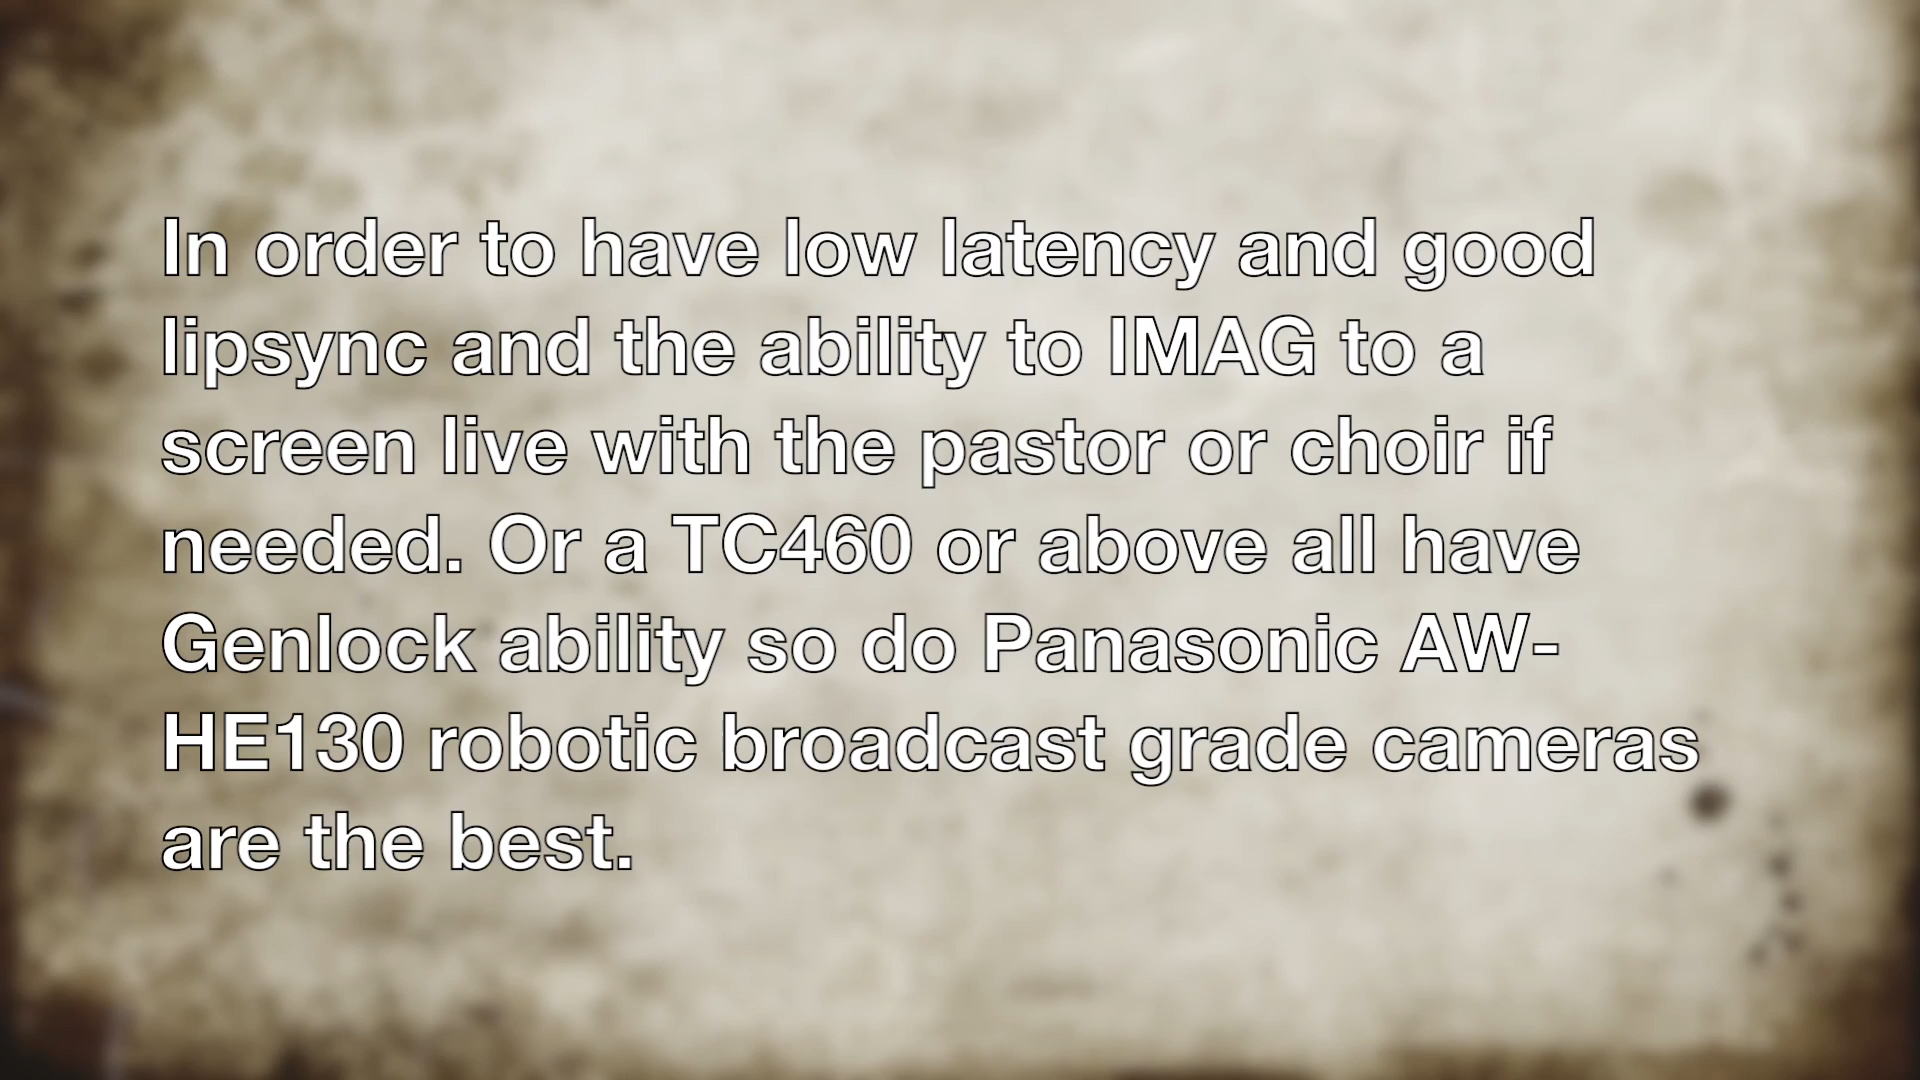 In order to have low latency and good
lipsync and the ability to IMAG to a
screen live with the pastor or choir if
needed. Or a TC460 or above all have
Genlock ability so do Panasonic AW-
HE130 robotic broadcast grade cameras
are the best.